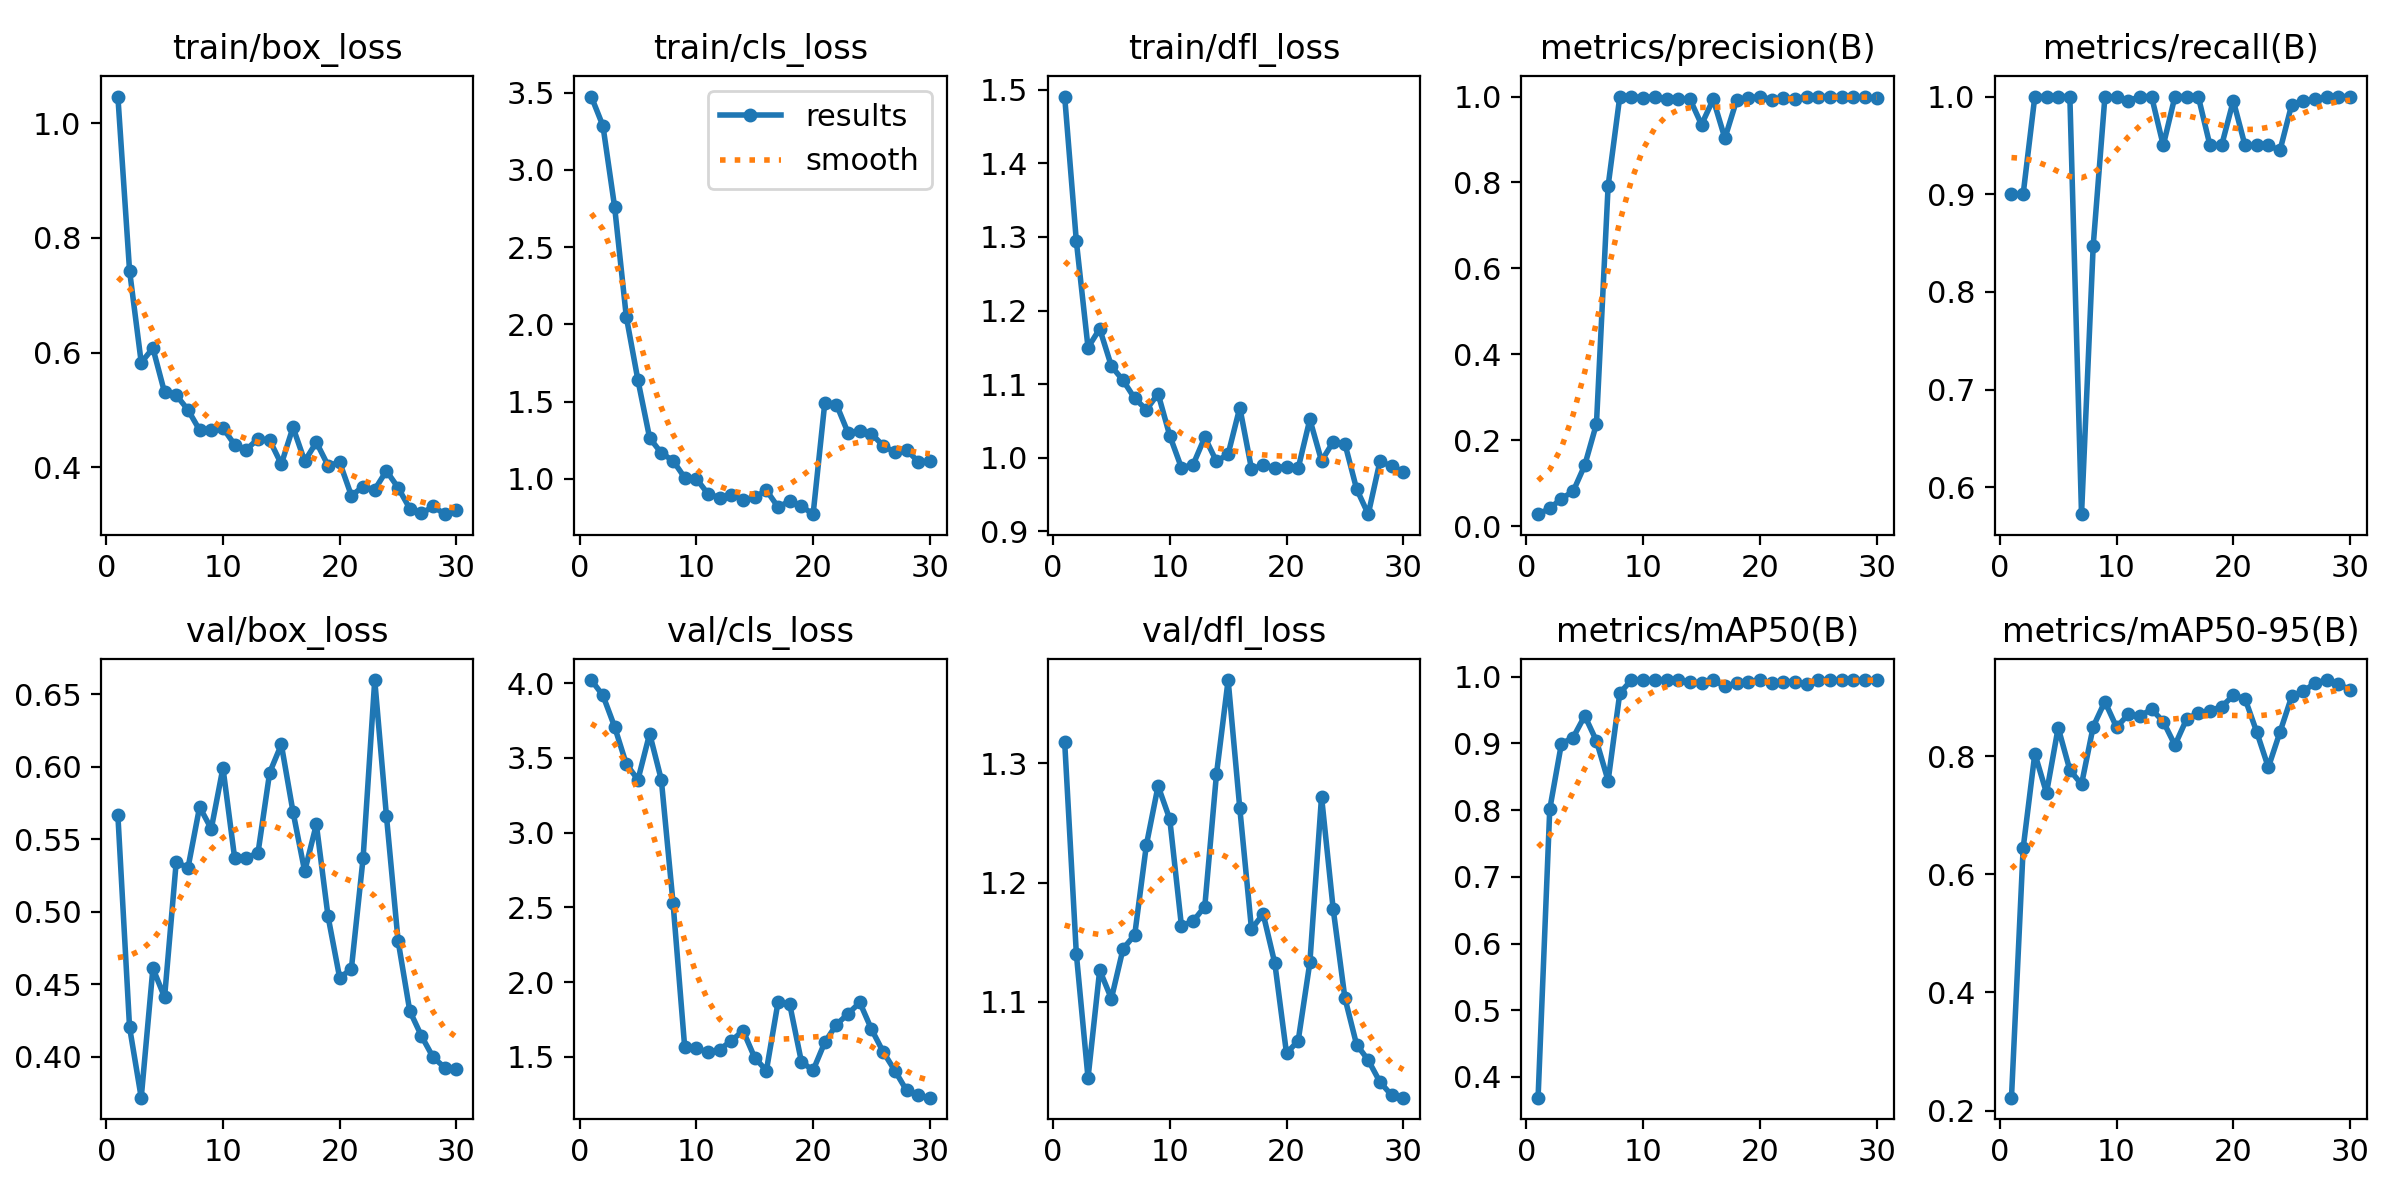 train/box_loss
1.0
0.8
0.6
0.4
0 10 20 30
train/cls_loss
3.5
3.0
2.5
2.0
1.5
1.0
0 10 20 30
results
smooth
train/dfl_loss
1.5
1.4
1.3
1.2
1.1
1.0
0.9
0 10 20 30
metrics/precision(B)
1.0
0.8
0.6
0.4
0.2
0.0
0 10 20 30
metrics/recall(B)
1.0
0.9
0.8
0.7
0.6
0 10 20 30
val/box_loss
0.65
0.60
0.55
0.50
0.45
0.40
0 10 20 30
val/cls_loss
4.0
3.5
3.0
2.5
2.0
1.5
0 10 20 30
val/dfl_loss
1.3
1.2
1.1
0 10 20 30
metrics/mAP50(B)
1.0
0.9
0.8
0.7
0.6
0.5
0.4
0 10 20 30
metrics/mAP50-95(B)
0.8
0.6
0.4
0.2
0 10 20 30